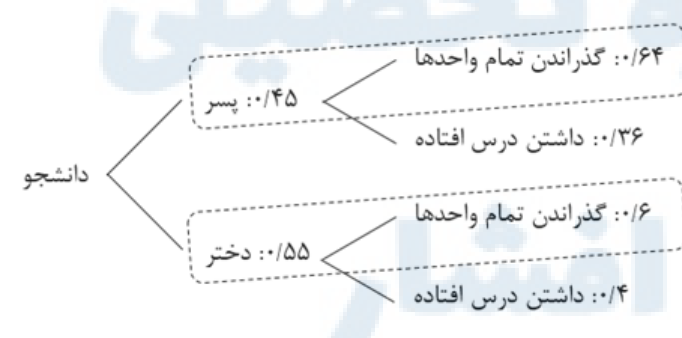 ۰/۶۴: گذراندن تمام واحدها
۰/۴۵: پسر
۰/۳۶: داشتن درس افتاده
دانشجو
۰/۶: گذراندن تمام واحدها
۰/۵۵: دختر
۰/۴: داشتن درس افتاده
افشار